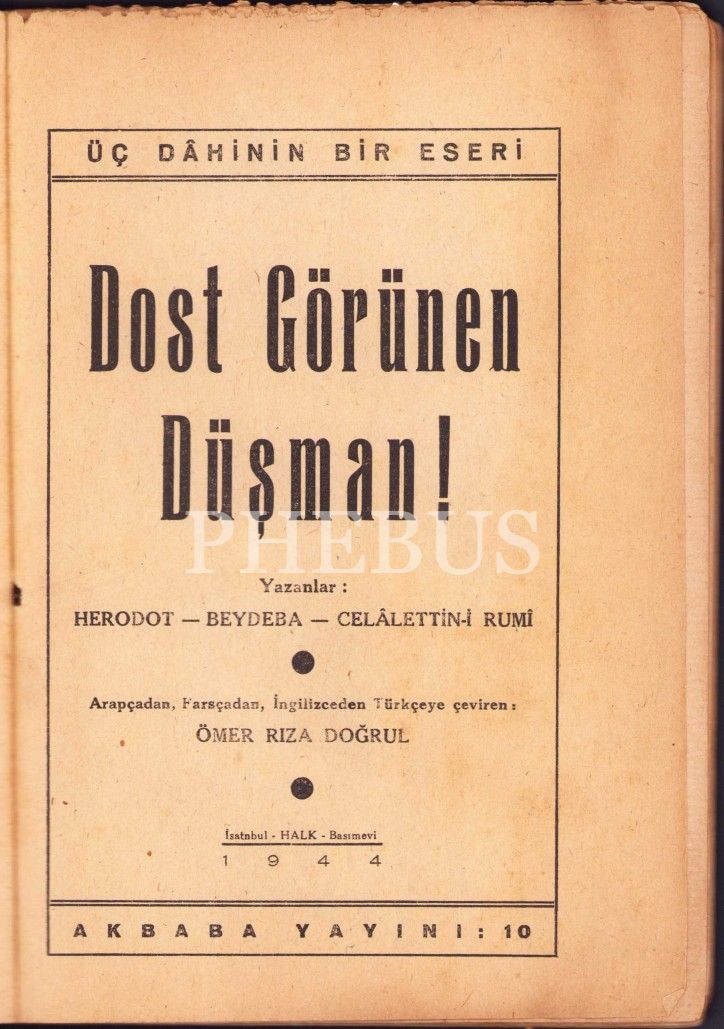 ÜÇ DÂHİNİN BİR ESERİ
Dost Görünen
Düşman!
PHEBUS
Yazanlar :
HERODOT — BEYDEBA — CELÂLETTİN-İ RUMÎ
Arapçadan, Farsçadan, İngilizceden Türkçeye çeviren :
ÖMER RIZA DOĞRUL
İsatnbul - HALK - Basımevi
1 9 4 4
AKBABA YAYINI : 10